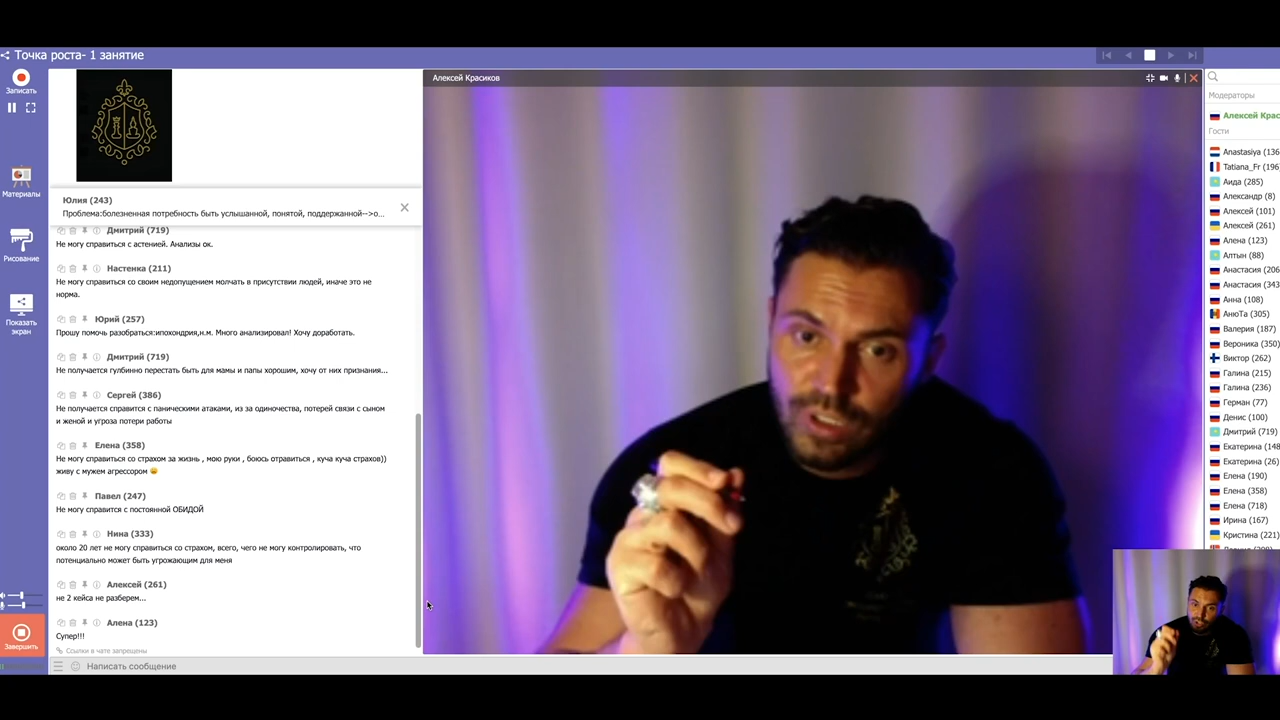 Точка роста- 1 занятие
Записать
Материалы
Рисование
Показать
экран
Завершить
Юлия (243)
Проблема:болезненная потребность быть услышанной, понятой, поддержанной-->о...
Дмитрий (719)
Не могу справиться с астенией. Анализы ок.
Настенка (211)
Не могу справиться со своим недопущением молчать в присутствии людей, иначе это не
норма.
Юрий (257)
Прошу помочь разобраться:ипохондрия,н.м. Много анализировал! Хочу доработать.
Дмитрий (719)
Не получается гулбинно перестать быть для мамы и папы хорошим, хочу от них признания...
Сергей (386)
Не получается справится с паническими атаками, из за одиночества, потерей связи с сыном
и женой и угроза потери работы
Елена (358)
Не могу справиться со страхом за жизнь , мою руки , боюсь отравиться , куча куча страхов))
живу с мужем агрессором
Павел (247)
Не могу справится с постоянной ОБИДОЙ
Нина (333)
около 20 лет не могу справиться со страхом, всего, чего не могу контролировать, что
потенциально может быть угрожающим для меня
Алексей (261)
не 2 кейса не разберем...
Алена (123)
Супер!!!
Ссылки в чате запрещены
Написать сообщение
Алексей Красиков
Модераторы
Алексей Крас
Гости
Anastasiya (136
Tatiana_Fr (196
Аида (285)
Александр (8)
Алексей (101)
Алексей (261)
Алена (123)
Алтын (88)
Анастасия (206
Анастасия (343
Анна (108)
АнюТа (305)
Валерия (187)
Вероника (350)
Виктор (262)
Галина (215)
Галина (236)
Герман (77)
Денис (100)
Дмитрий (719)
Екатерина (148
Екатерина (26)
Елена (190)
Елена (358)
Елена (718)
Ирина (167)
Кристина (221)